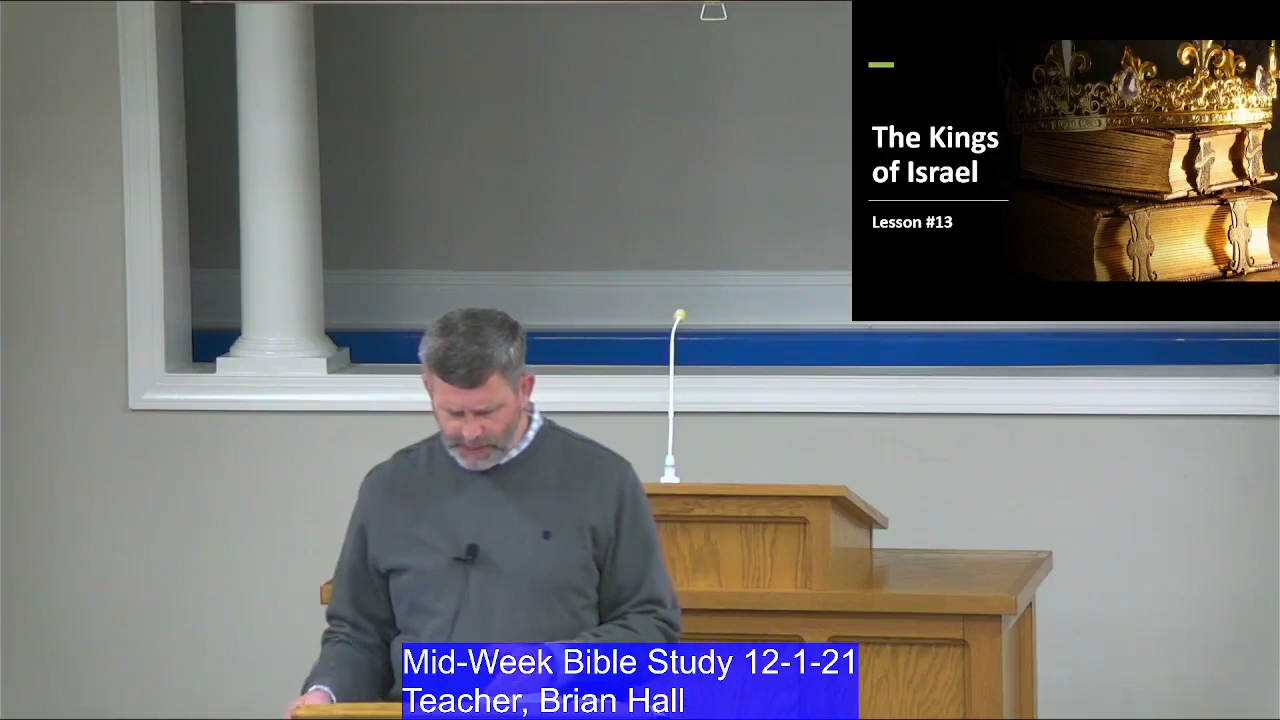 The Kings
of Israel
Lesson #13
Mid-Week Bible Study 12-1-21
Teacher, Brian Hall